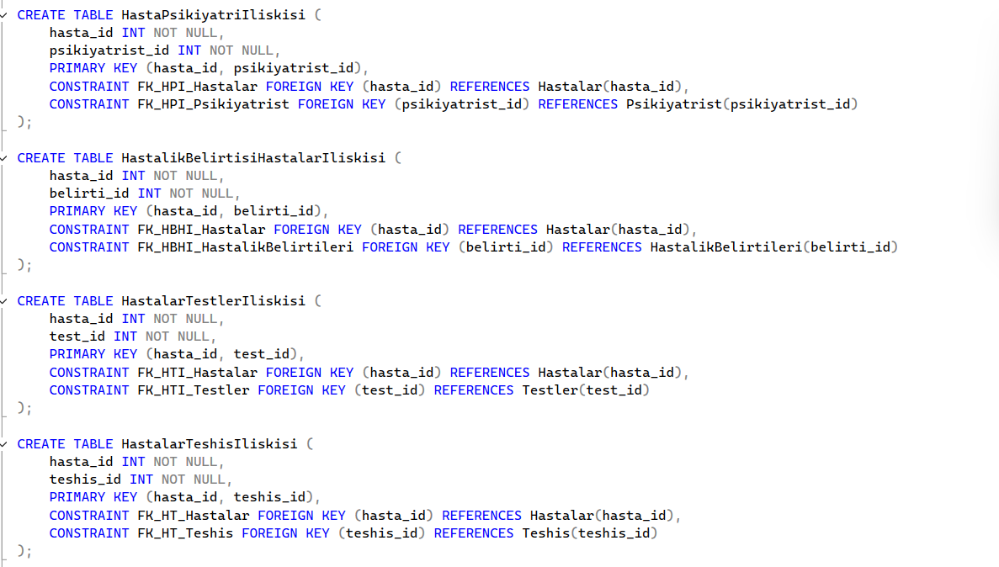 CREATE TABLE HastaPsikiyatriIliskisi (
    hasta_id INT NOT NULL,
    psikiyatrist_id INT NOT NULL,
    PRIMARY KEY (hasta_id, psikiyatrist_id),
    CONSTRAINT FK_HPI_Hastalar FOREIGN KEY (hasta_id) REFERENCES Hastalar(hasta_id),
    CONSTRAINT FK_HPI_Psikiyatrist FOREIGN KEY (psikiyatrist_id) REFERENCES Psikiyatrist(psikiyatrist_id)
);
CREATE TABLE HastalikBelirtisiHastalarIliskisi (
    hasta_id INT NOT NULL,
    belirti_id INT NOT NULL,
    PRIMARY KEY (hasta_id, belirti_id),
    CONSTRAINT FK_HBHI_Hastalar FOREIGN KEY (hasta_id) REFERENCES Hastalar(hasta_id),
    CONSTRAINT FK_HBHI_HastalikBelirtileri FOREIGN KEY (belirti_id) REFERENCES HastalikBelirtileri(belirti_id)
);
CREATE TABLE HastalarTestlerIliskisi (
    hasta_id INT NOT NULL,
    test_id INT NOT NULL,
    PRIMARY KEY (hasta_id, test_id),
    CONSTRAINT FK_HTI_Hastalar FOREIGN KEY (hasta_id) REFERENCES Hastalar(hasta_id),
    CONSTRAINT FK_HTI_Testler FOREIGN KEY (test_id) REFERENCES Testler(test_id)
);
CREATE TABLE HastalarTeshisIliskisi (
    hasta_id INT NOT NULL,
    teshis_id INT NOT NULL,
    PRIMARY KEY (hasta_id, teshis_id),
    CONSTRAINT FK_HT_Hastalar FOREIGN KEY (hasta_id) REFERENCES Hastalar(hasta_id),
    CONSTRAINT FK_HT_Teshis FOREIGN KEY (teshis_id) REFERENCES Teshis(teshis_id)
);